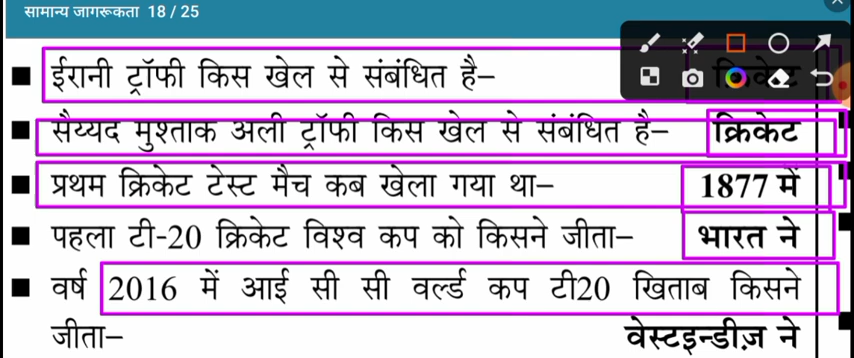 सामान्य जागरूकता 18 / 25
ईरानी ट्रॉफी किस खेल से संबंधित है– क्रिकेट
सैय्यद मुश्ताक अली ट्रॉफी किस खेल से संबंधित है– क्रिकेट
प्रथम क्रिकेट टेस्ट मैच कब खेला गया था– 1877 में
पहला टी-20 क्रिकेट विश्व कप को किसने जीता– भारत ने
वर्ष 2016 में आई सी सी वर्ल्ड कप टी20 खिताब किसने
जीता– वेस्टइन्डीज़ ने